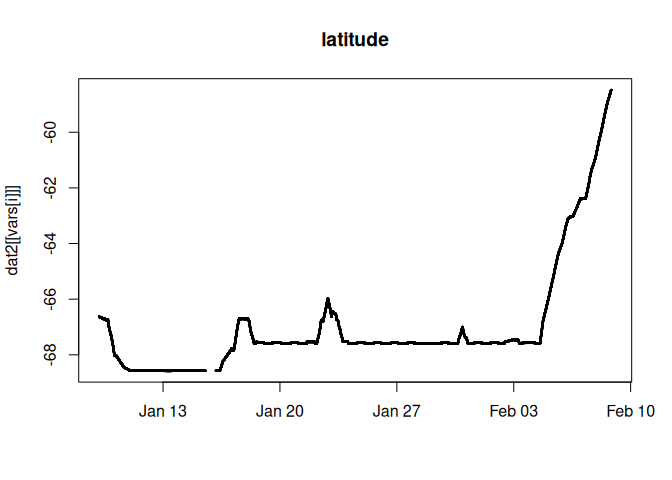 latitude
dat2[[vars[i]]]
-60
-62
-64
-66
-68
Jan 13
Jan 20
Jan 27
Feb 03
Feb 10